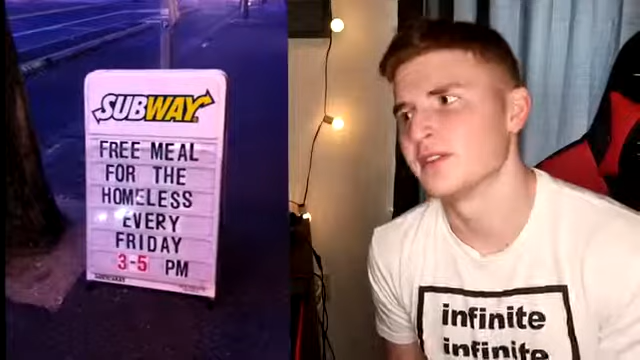 SUBWAY
FREE MEAL
FOR THE
HOMELESS
EVERY
FRIDAY
3-5 PM
infinite
infinite